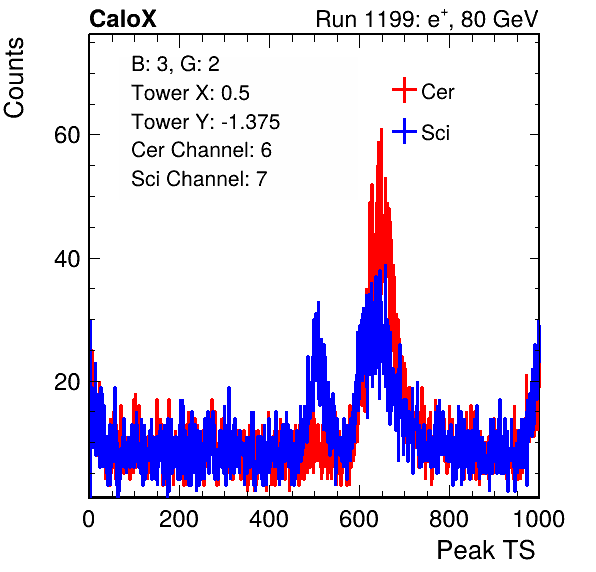 CaloX Run 1199: e⁺, 80 GeV
Counts
B: 3, G: 2
Tower X: 0.5
Tower Y: -1.375
Cer Channel: 6
Sci Channel: 7
Cer
Sci
60
40
20
0 200 400 600 800 1000
Peak TS